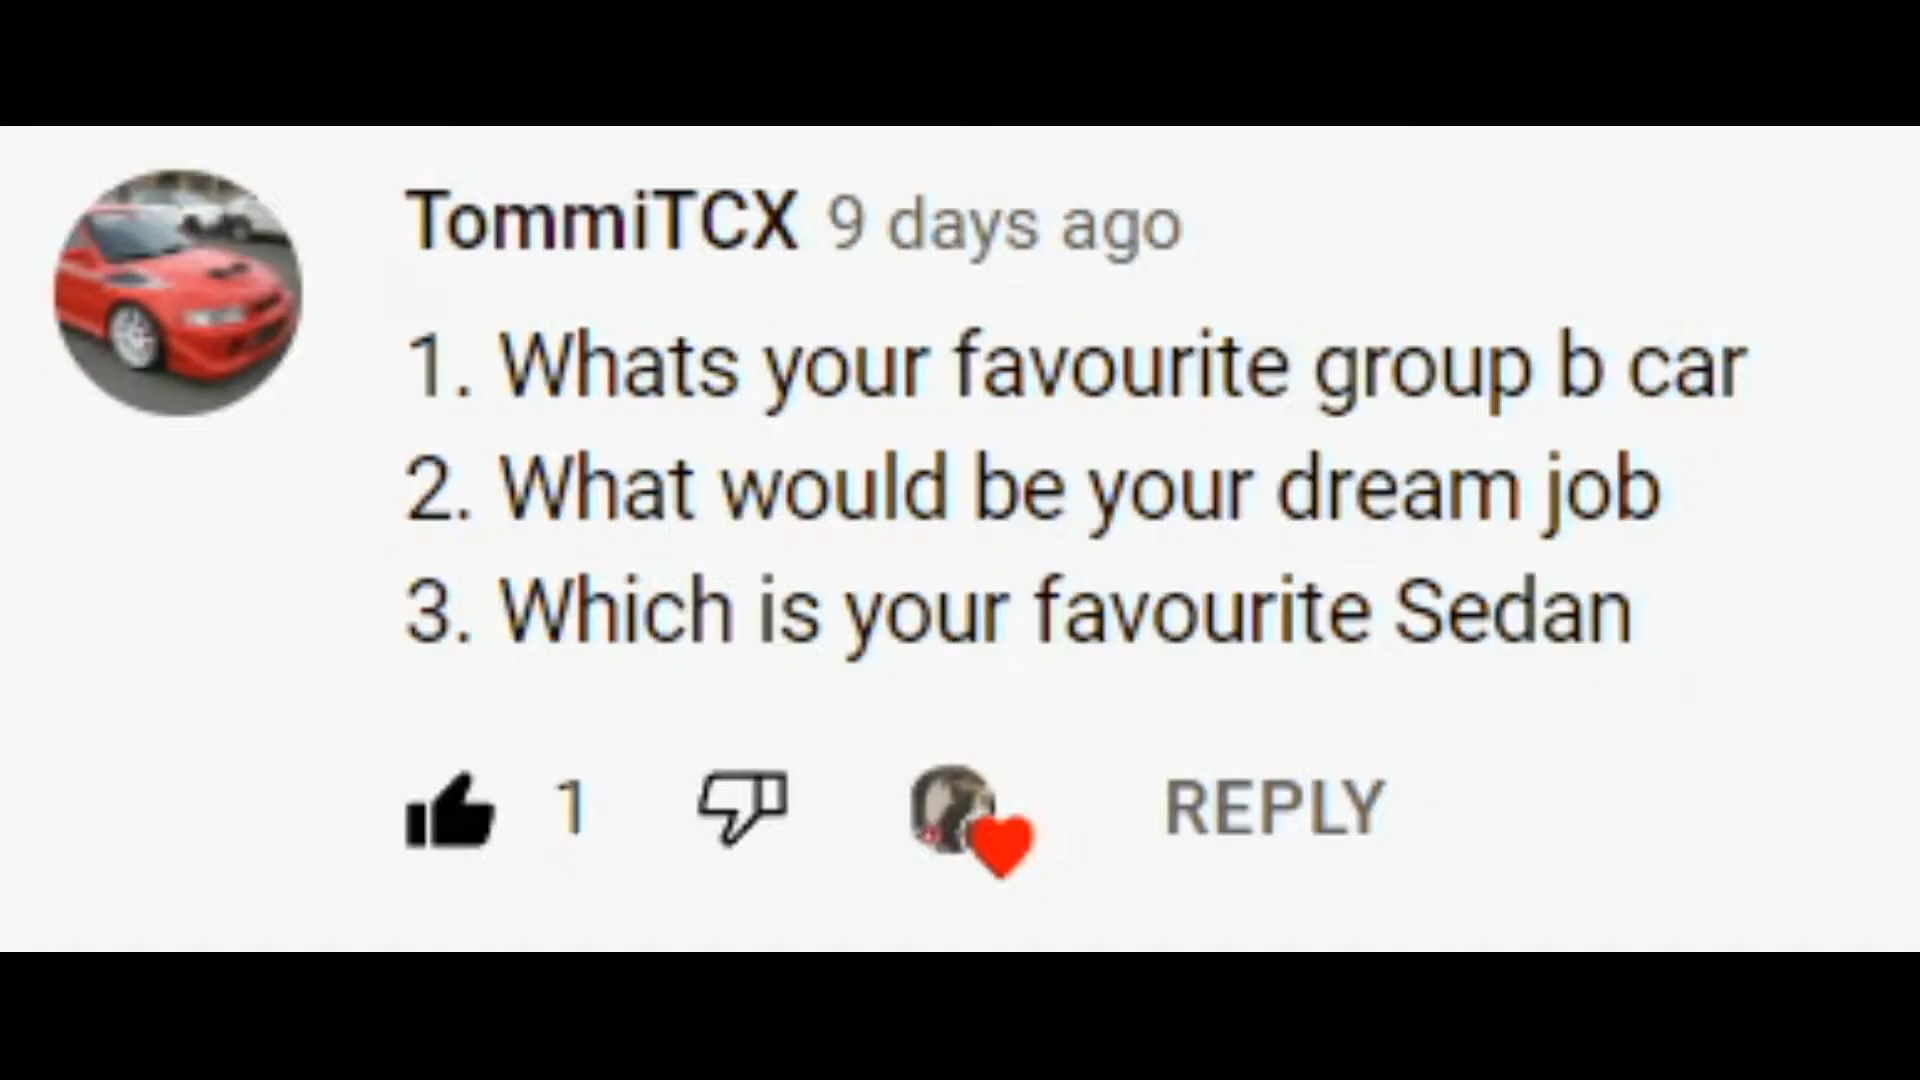 TommiTCX 9 days ago
1. Whats your favourite group b car
2. What would be your dream job
3. Which is your favourite Sedan
1 REPLY